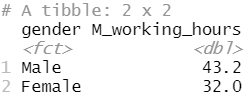 # A tibble: 2 x 2
gender M_working_hours
<fct> <dbl>
1 Male 43.2
2 Female 32.0